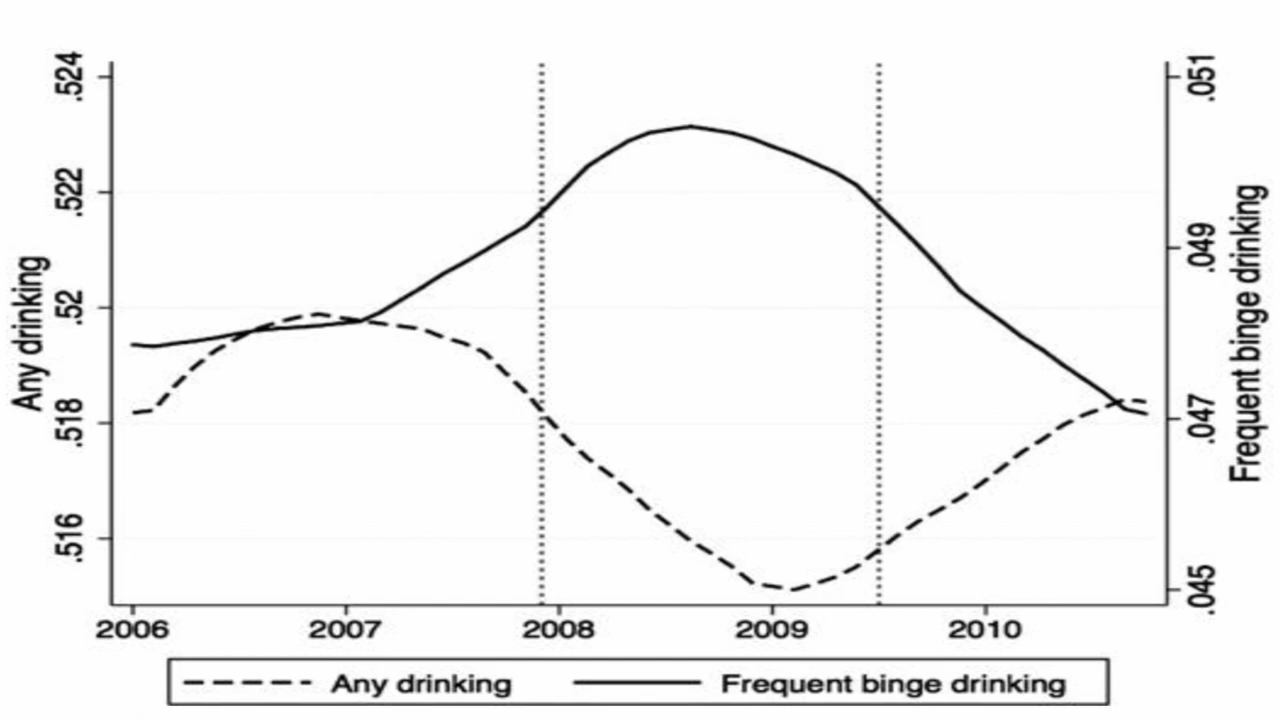 Any drinking
.524
.522
.52
.518
.516
.051
.049
.047
.045
Frequent binge drinking
2006 2007 2008 2009 2010
Any drinking Frequent binge drinking